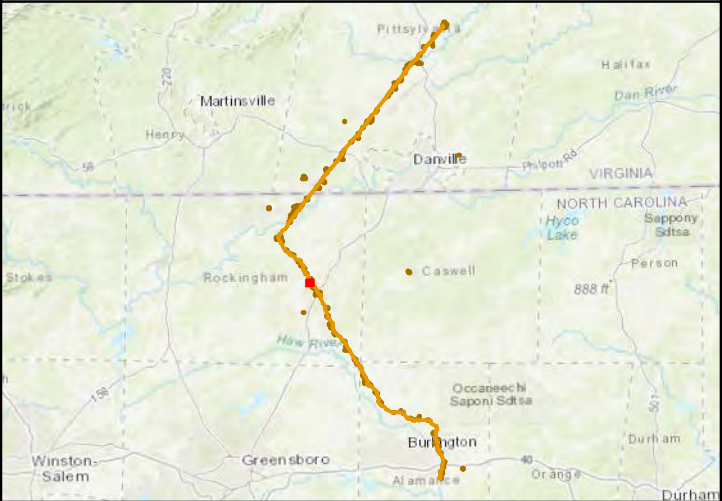 Pittsylvania
Halifax
220
Martinsville
Dan River
Henry
58
Danville
Philpott Rd
VIRGINIA
NORTH CAROLINA
Hyco
Lake
Sappony
Sdtsa
Stokes
Rockingham
Caswell
Person
888 ft
Haw River
158
Occaneechi
Saponi Sdtsa
501
Burlington
Durham
Winston-
Salem
Greensboro
40
Alamance
Orange
Durham